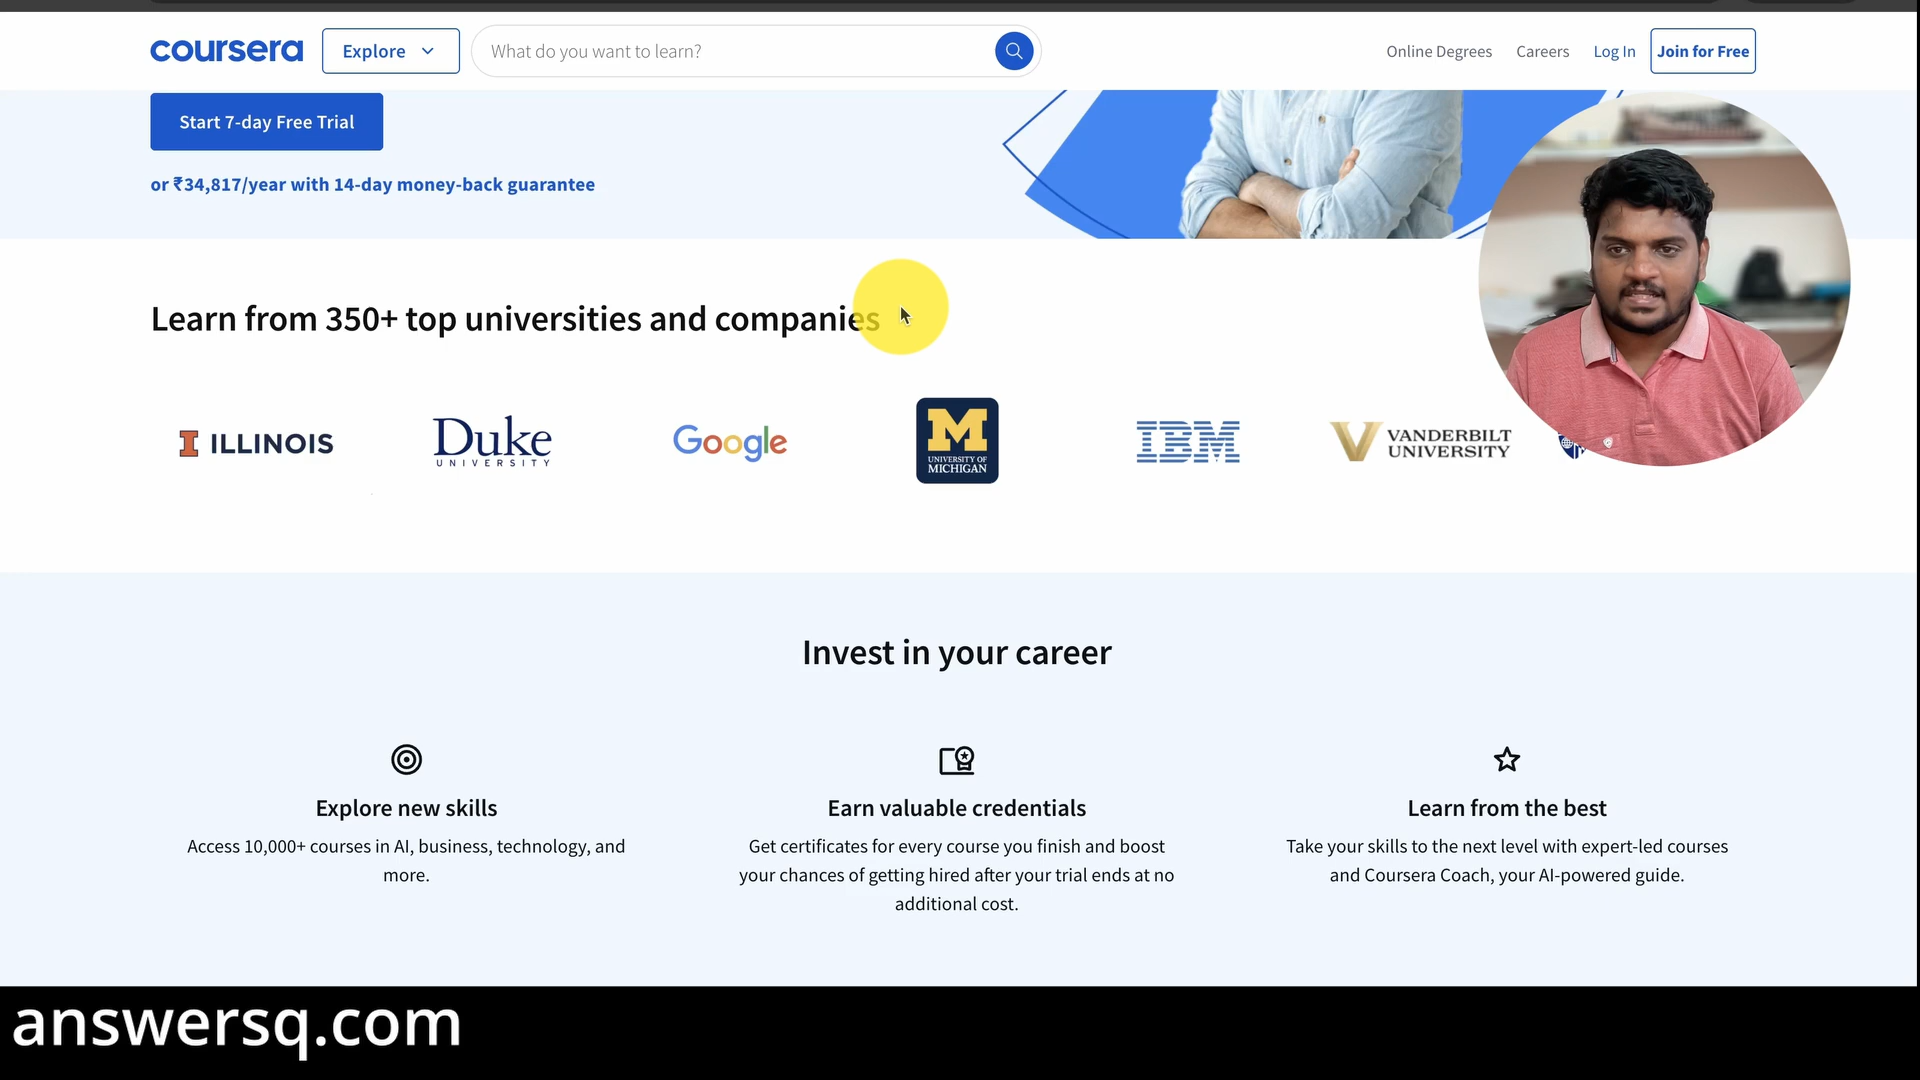 coursera
Explore
What do you want to learn?
Online Degrees
Careers
Log In
Join for Free
Start 7-day Free Trial
or ₹34,817/year with 14-day money-back guarantee
Learn from 350+ top universities and companies
I ILLINOIS
Duke
UNIVERSITY
Google
M
UNIVERSITY OF
MICHIGAN
IBM
V VANDERBILT
UNIVERSITY
Invest in your career
Explore new skills
Access 10,000+ courses in AI, business, technology, and
more.
Earn valuable credentials
Get certificates for every course you finish and boost
your chances of getting hired after your trial ends at no
additional cost.
Learn from the best
Take your skills to the next level with expert-led courses
and Coursera Coach, your AI-powered guide.
answersq.com